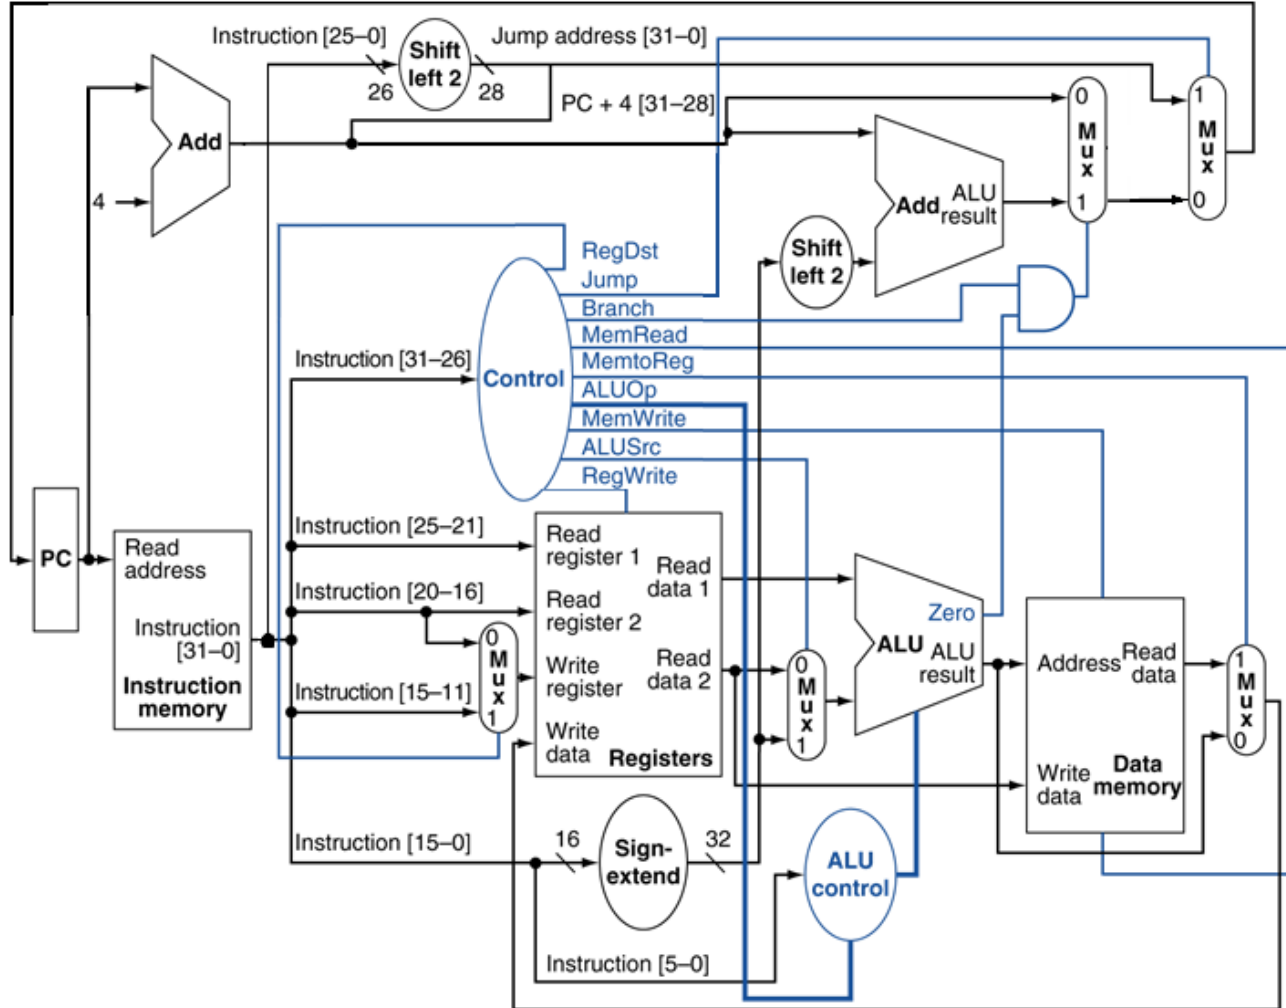 Instruction [25–0]
Shift
left 2
Jump address [31–0]
26
28
PC + 4 [31–28]
Add
4
0
M
u
x
1
1
M
u
x
0
Add
ALU
result
Shift
left 2
RegDst
Jump
Branch
MemRead
MemtoReg
ALUOp
MemWrite
ALUSrc
RegWrite
Control
Instruction [31–26]
PC
Read
address
Instruction
[31–0]
Instruction
memory
Instruction [25–21]
Instruction [20–16]
Instruction [15–11]
0
M
u
x
1
Read
register 1
Read
register 2
Write
register
Write
data
Read
data 1
Read
data 2
Registers
0
M
u
x
1
Zero
ALU
ALU
result
Address
Read
data
Write
data
Data
memory
1
M
u
x
0
Instruction [15–0]
16
Sign-
extend
32
ALU
control
Instruction [5–0]